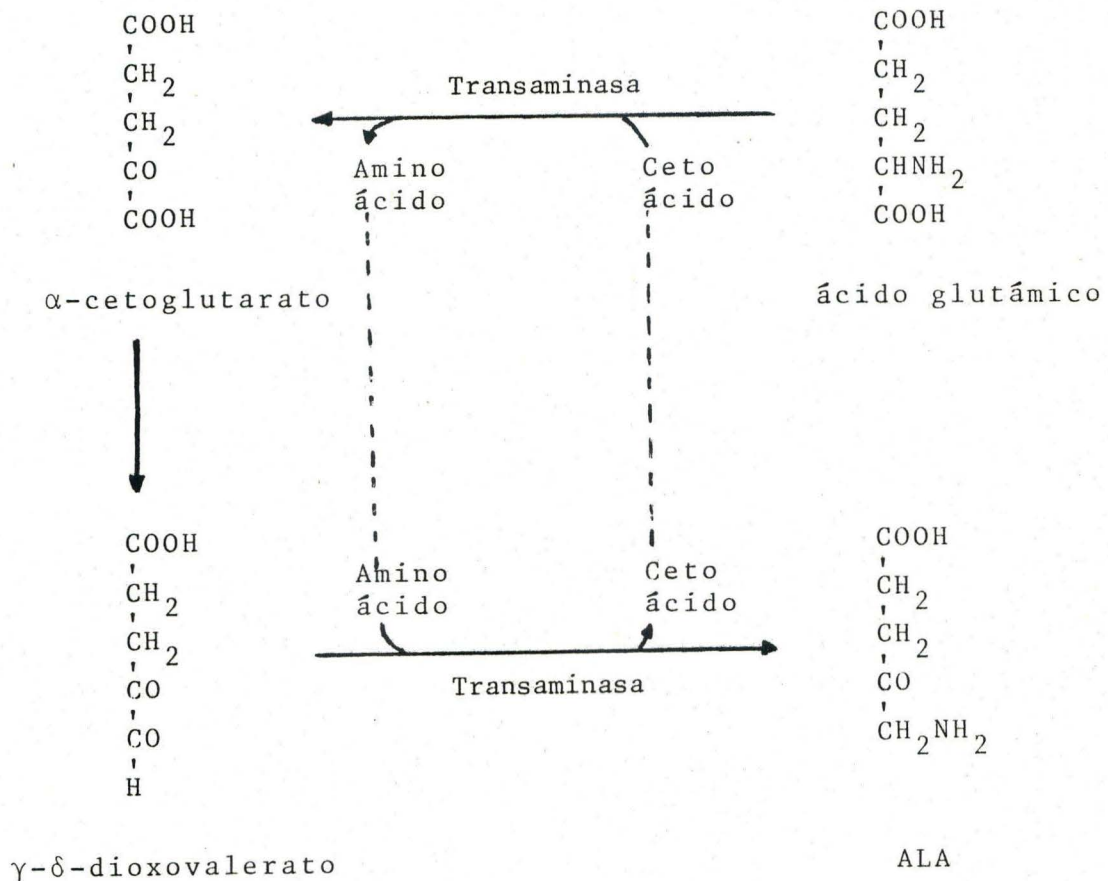 COOH
CH2
CH2
CO
COOH
α-cetoglutarato
Transaminasa
Amino
ácido
Ceto
ácido
COOH
CH2
CH2
CHNH2
COOH
ácido glutámico
COOH
CH2
CH2
CO
CO
H
γ-δ-dioxovalerato
Amino
ácido
Ceto
ácido
Transaminasa
COOH
CH2
CH2
CO
CH2NH2
ALA